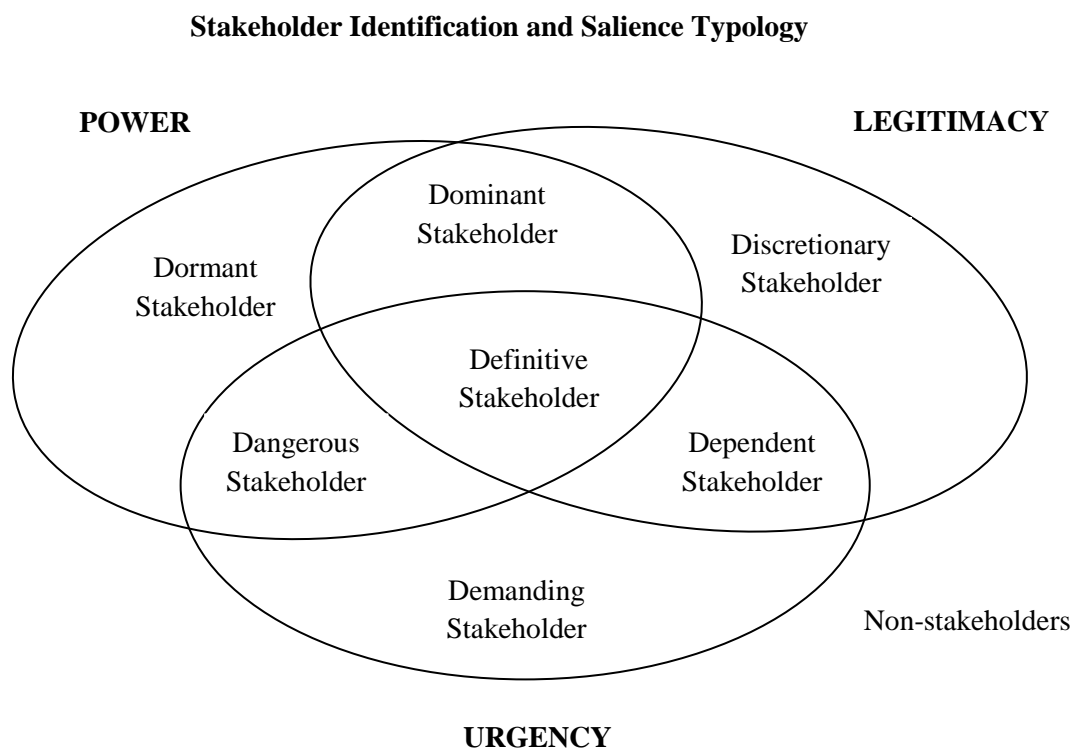 Stakeholder Identification and Salience Typology
POWER
LEGITIMACY
Dominant
Stakeholder
Discretionary
Stakeholder
Dormant
Stakeholder
Definitive
Stakeholder
Dangerous
Stakeholder
Dependent
Stakeholder
Demanding
Stakeholder
Non-stakeholders
URGENCY